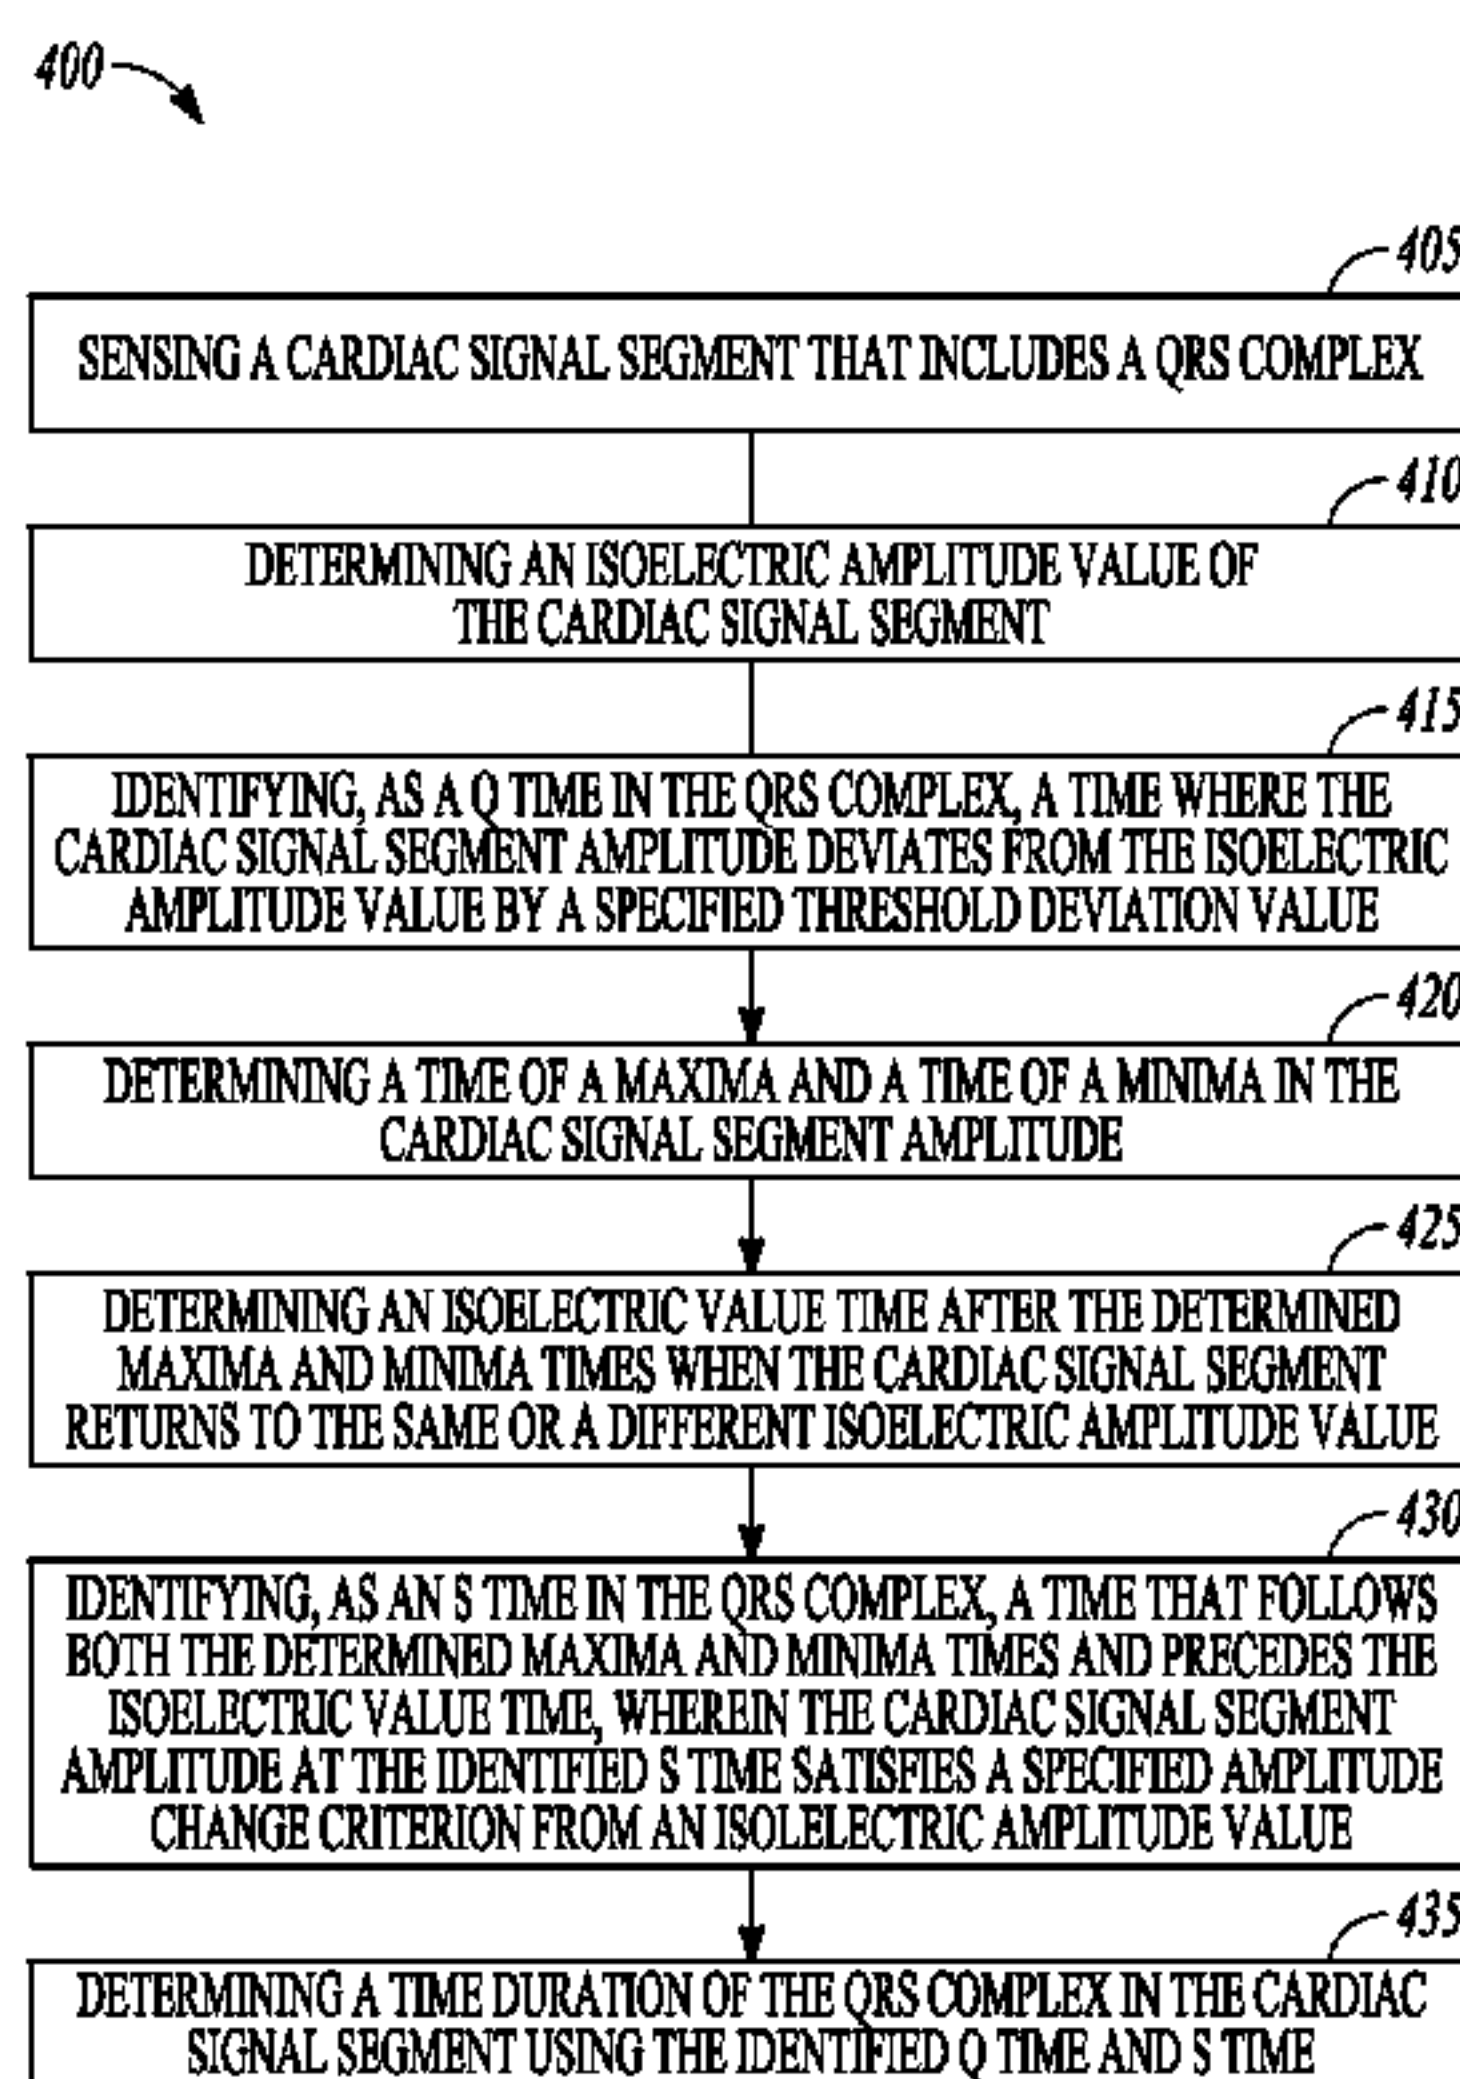 400
405
SENSING A CARDIAC SIGNAL SEGMENT THAT INCLUDES A QRS COMPLEX
410
DETERMINING AN ISOELECTRIC AMPLITUDE VALUE OF
THE CARDIAC SIGNAL SEGMENT
415
IDENTIFYING, AS A Q TIME IN THE QRS COMPLEX, A TIME WHERE THE
CARDIAC SIGNAL SEGMENT AMPLITUDE DEVIATES FROM THE ISOELECTRIC
AMPLITUDE VALUE BY A SPECIFIED THRESHOLD DEVIATION VALUE
420
DETERMINING A TIME OF A MAXIMA AND A TIME OF A MINIMA IN THE
CARDIAC SIGNAL SEGMENT AMPLITUDE
425
DETERMINING AN ISOELECTRIC VALUE TIME AFTER THE DETERMINED
MAXIMA AND MINIMA TIMES WHEN THE CARDIAC SIGNAL SEGMENT
RETURNS TO THE SAME OR A DIFFERENT ISOELECTRIC AMPLITUDE VALUE
430
IDENTIFYING, AS AN S TIME IN THE QRS COMPLEX, A TIME THAT FOLLOWS
BOTH THE DETERMINED MAXIMA AND MINIMA TIMES AND PRECEDES THE
ISOELECTRIC VALUE TIME, WHEREIN THE CARDIAC SIGNAL SEGMENT
AMPLITUDE AT THE IDENTIFIED S TIME SATISFIES A SPECIFIED AMPLITUDE
CHANGE CRITERION FROM AN ISOLELECTRIC AMPLITUDE VALUE
435
DETERMINING A TIME DURATION OF THE QRS COMPLEX IN THE CARDIAC
SIGNAL SEGMENT USING THE IDENTIFIED Q TIME AND S TIME